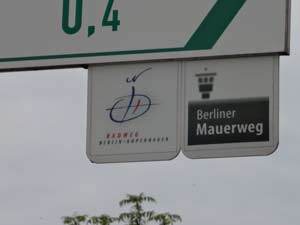 0,4
RADWEG
BERLIN-KOPENHAGEN
Berliner
Mauerweg